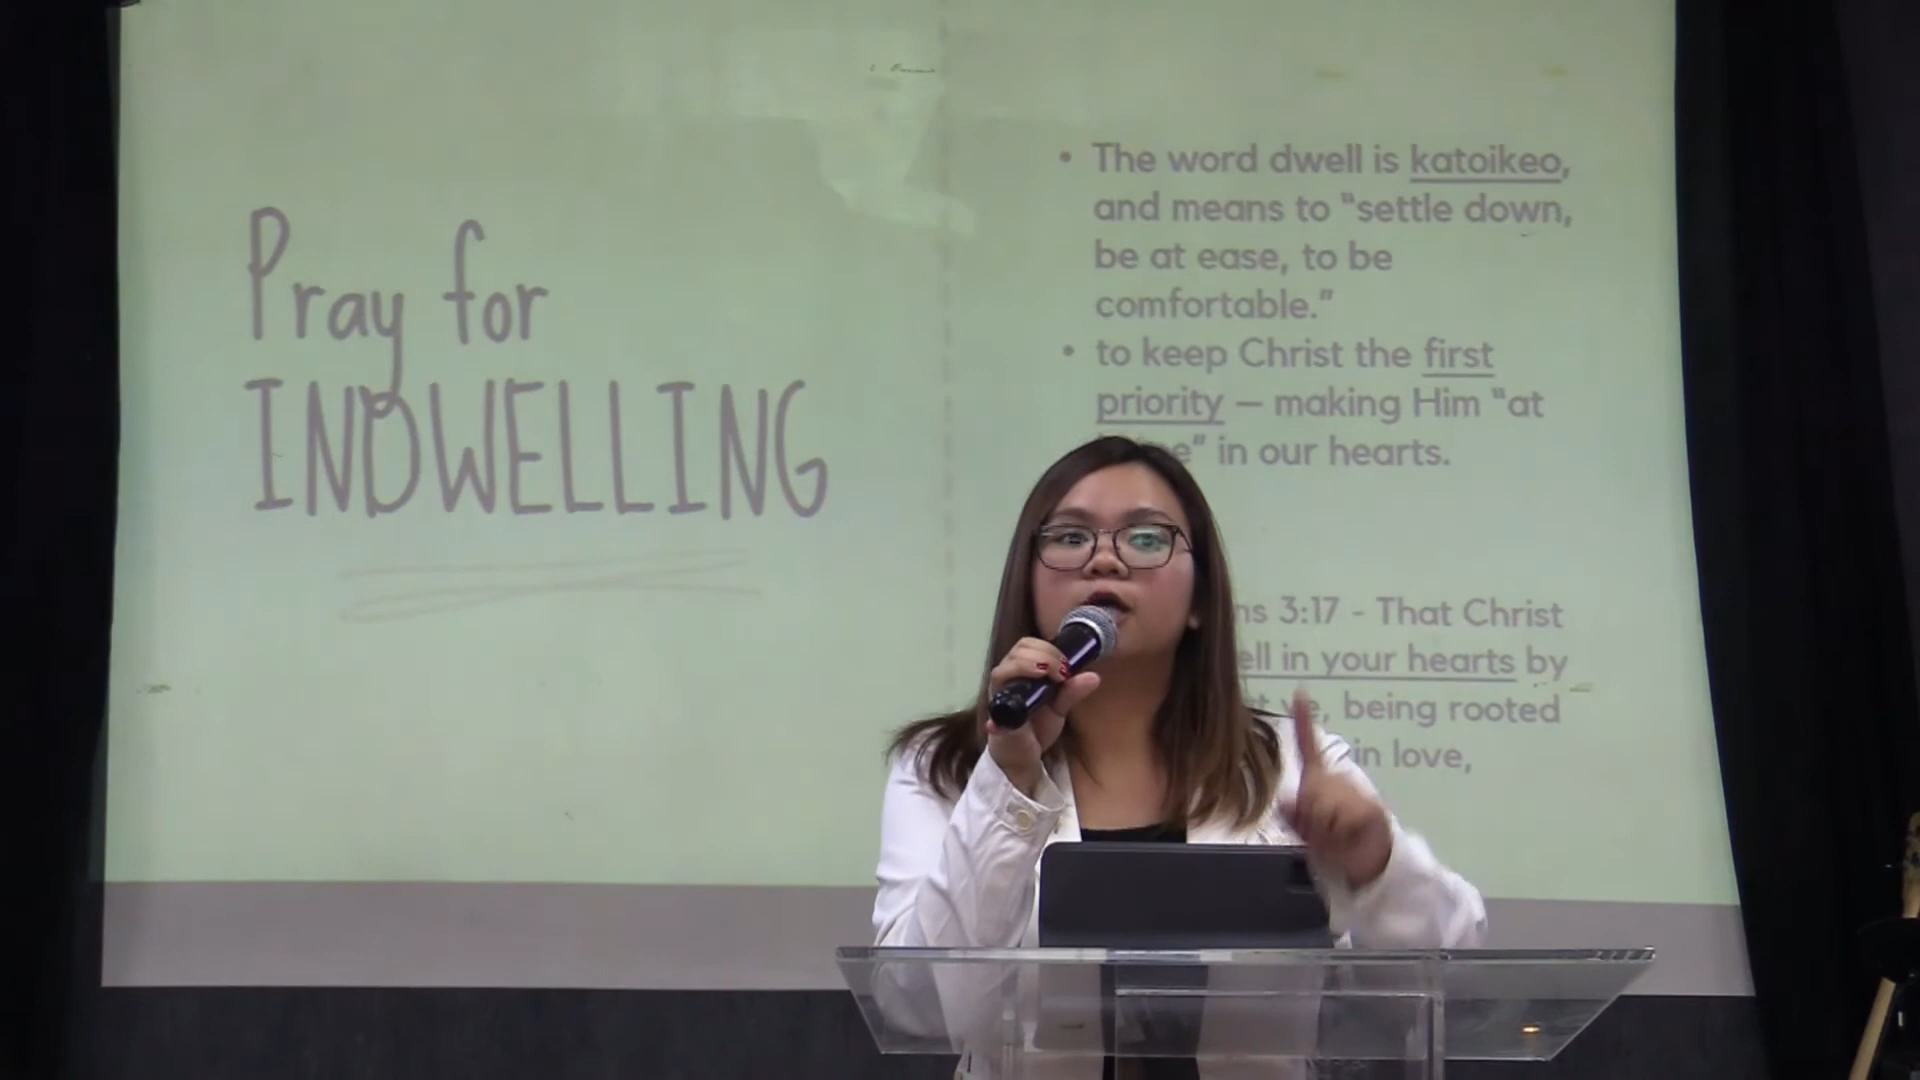 Pray for
INDWELLING
• The word dwell is katoikeo,
and means to "settle down,
be at ease, to be
comfortable."
• to keep Christ the first
priority – making Him "at
in our hearts.
3:17 - That Christ
in your hearts by
being rooted
in love,